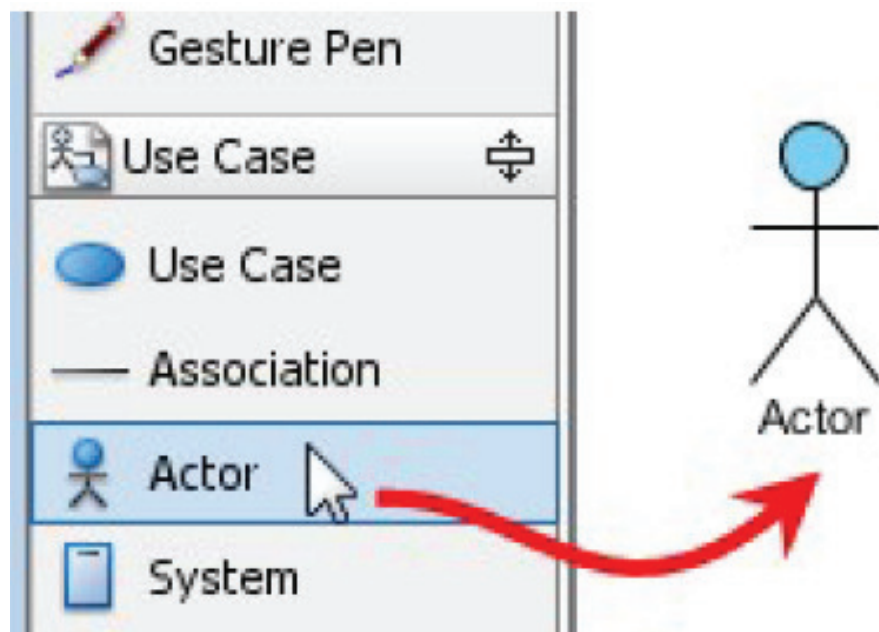 Gesture Pen
Use Case
Use Case
Association
Actor
System
Actor